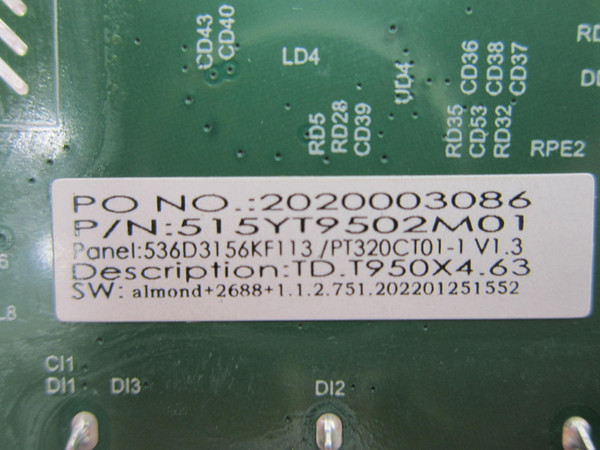 CD43
CD40
LD4
RD5
RD28
CD39
UD4
CD36
CD38
CD37
RD35
CD53
RD32
RPE2
PO NO.:2020003086
P/N:515YT9502M01
Panel:536D3156KF113 /PT320CT01-1 V1.3
Description:TD.T950X4.63
SW: almond+2688+1.1.2.751.202201251552
CI1
DI1 DI3 DI2